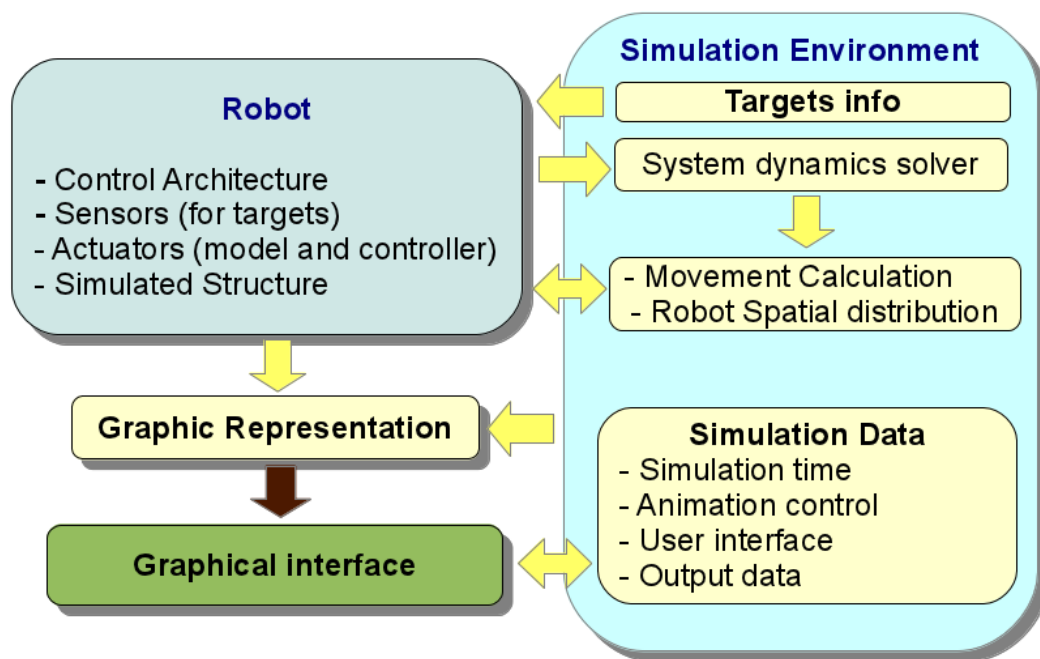 Robot
- Control Architecture
- Sensors (for targets)
- Actuators (model and controller)
- Simulated Structure
Simulation Environment
Targets info
System dynamics solver
- Movement Calculation
- Robot Spatial distribution
Graphic Representation
Graphical interface
Simulation Data
- Simulation time
- Animation control
- User interface
- Output data